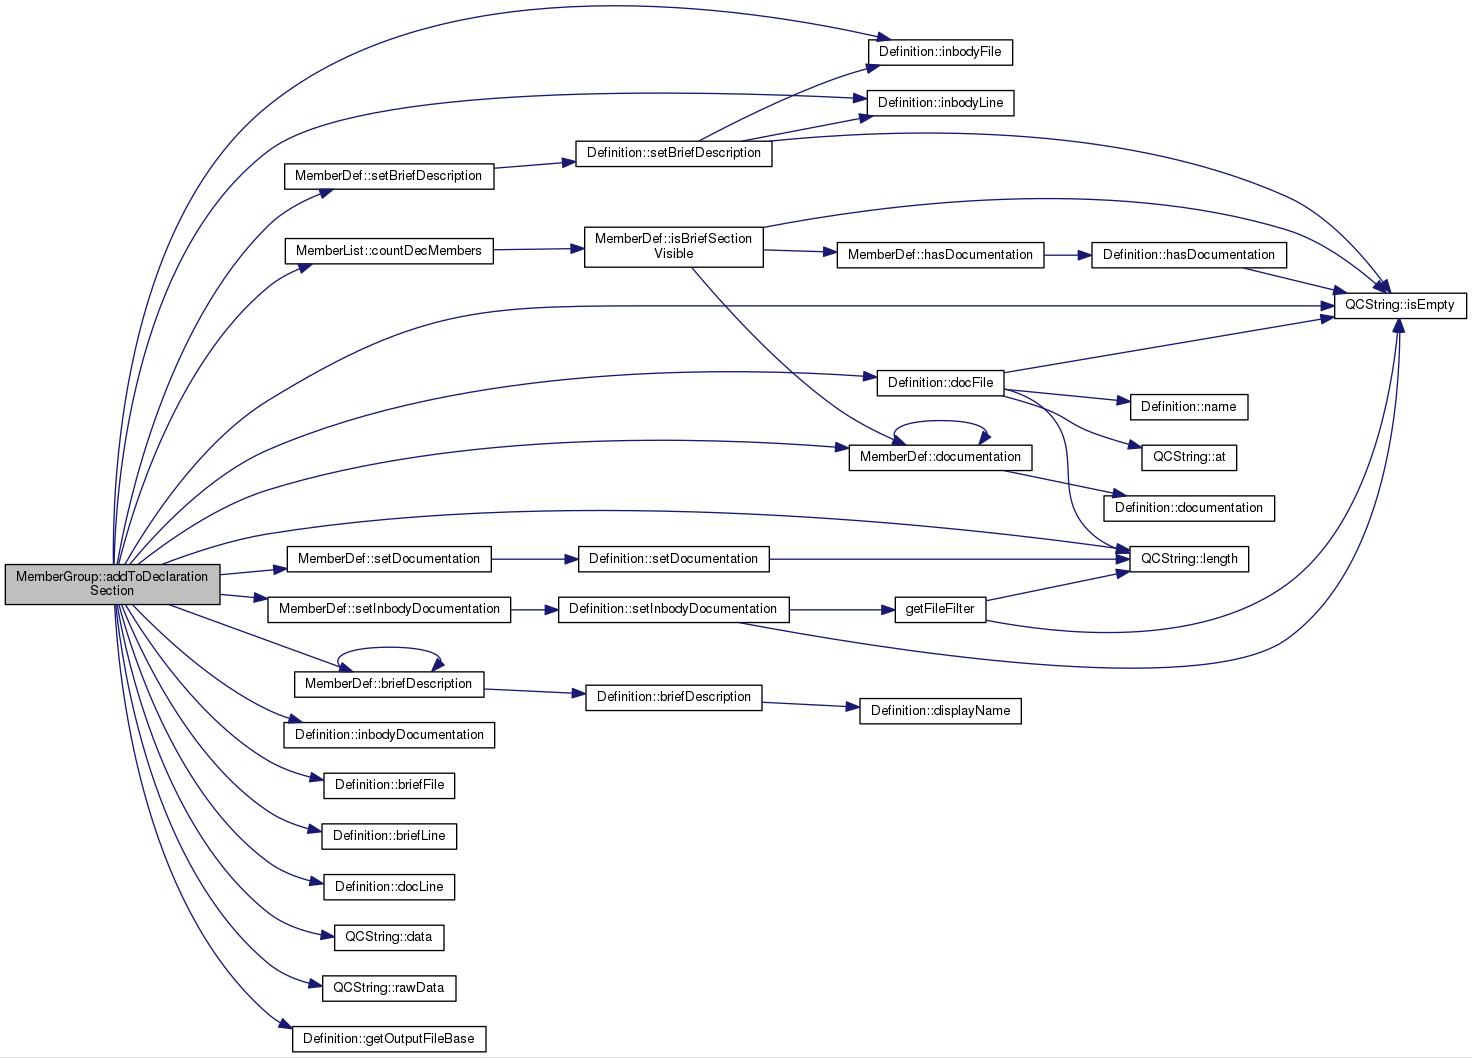 Definition::inbodyFile
Definition::inbodyLine
Definition::setBriefDescription
MemberDef::setBriefDescription
MemberDef::isBriefSection
Visible
MemberList::countDecMembers
MemberDef::hasDocumentation
Definition::hasDocumentation
QCString::isEmpty
Definition::docFile
Definition::name
MemberDef::documentation
QCString::at
Definition::documentation
MemberGroup::addToDeclaration
Section
MemberDef::setDocumentation
Definition::setDocumentation
QCString::length
MemberDef::setInbodyDocumentation
Definition::setInbodyDocumentation
getFileFilter
MemberDef::briefDescription
Definition::briefDescription
Definition::displayName
Definition::inbodyDocumentation
Definition::briefFile
Definition::briefLine
Definition::docLine
QCString::data
QCString::rawData
Definition::getOutputFileBase